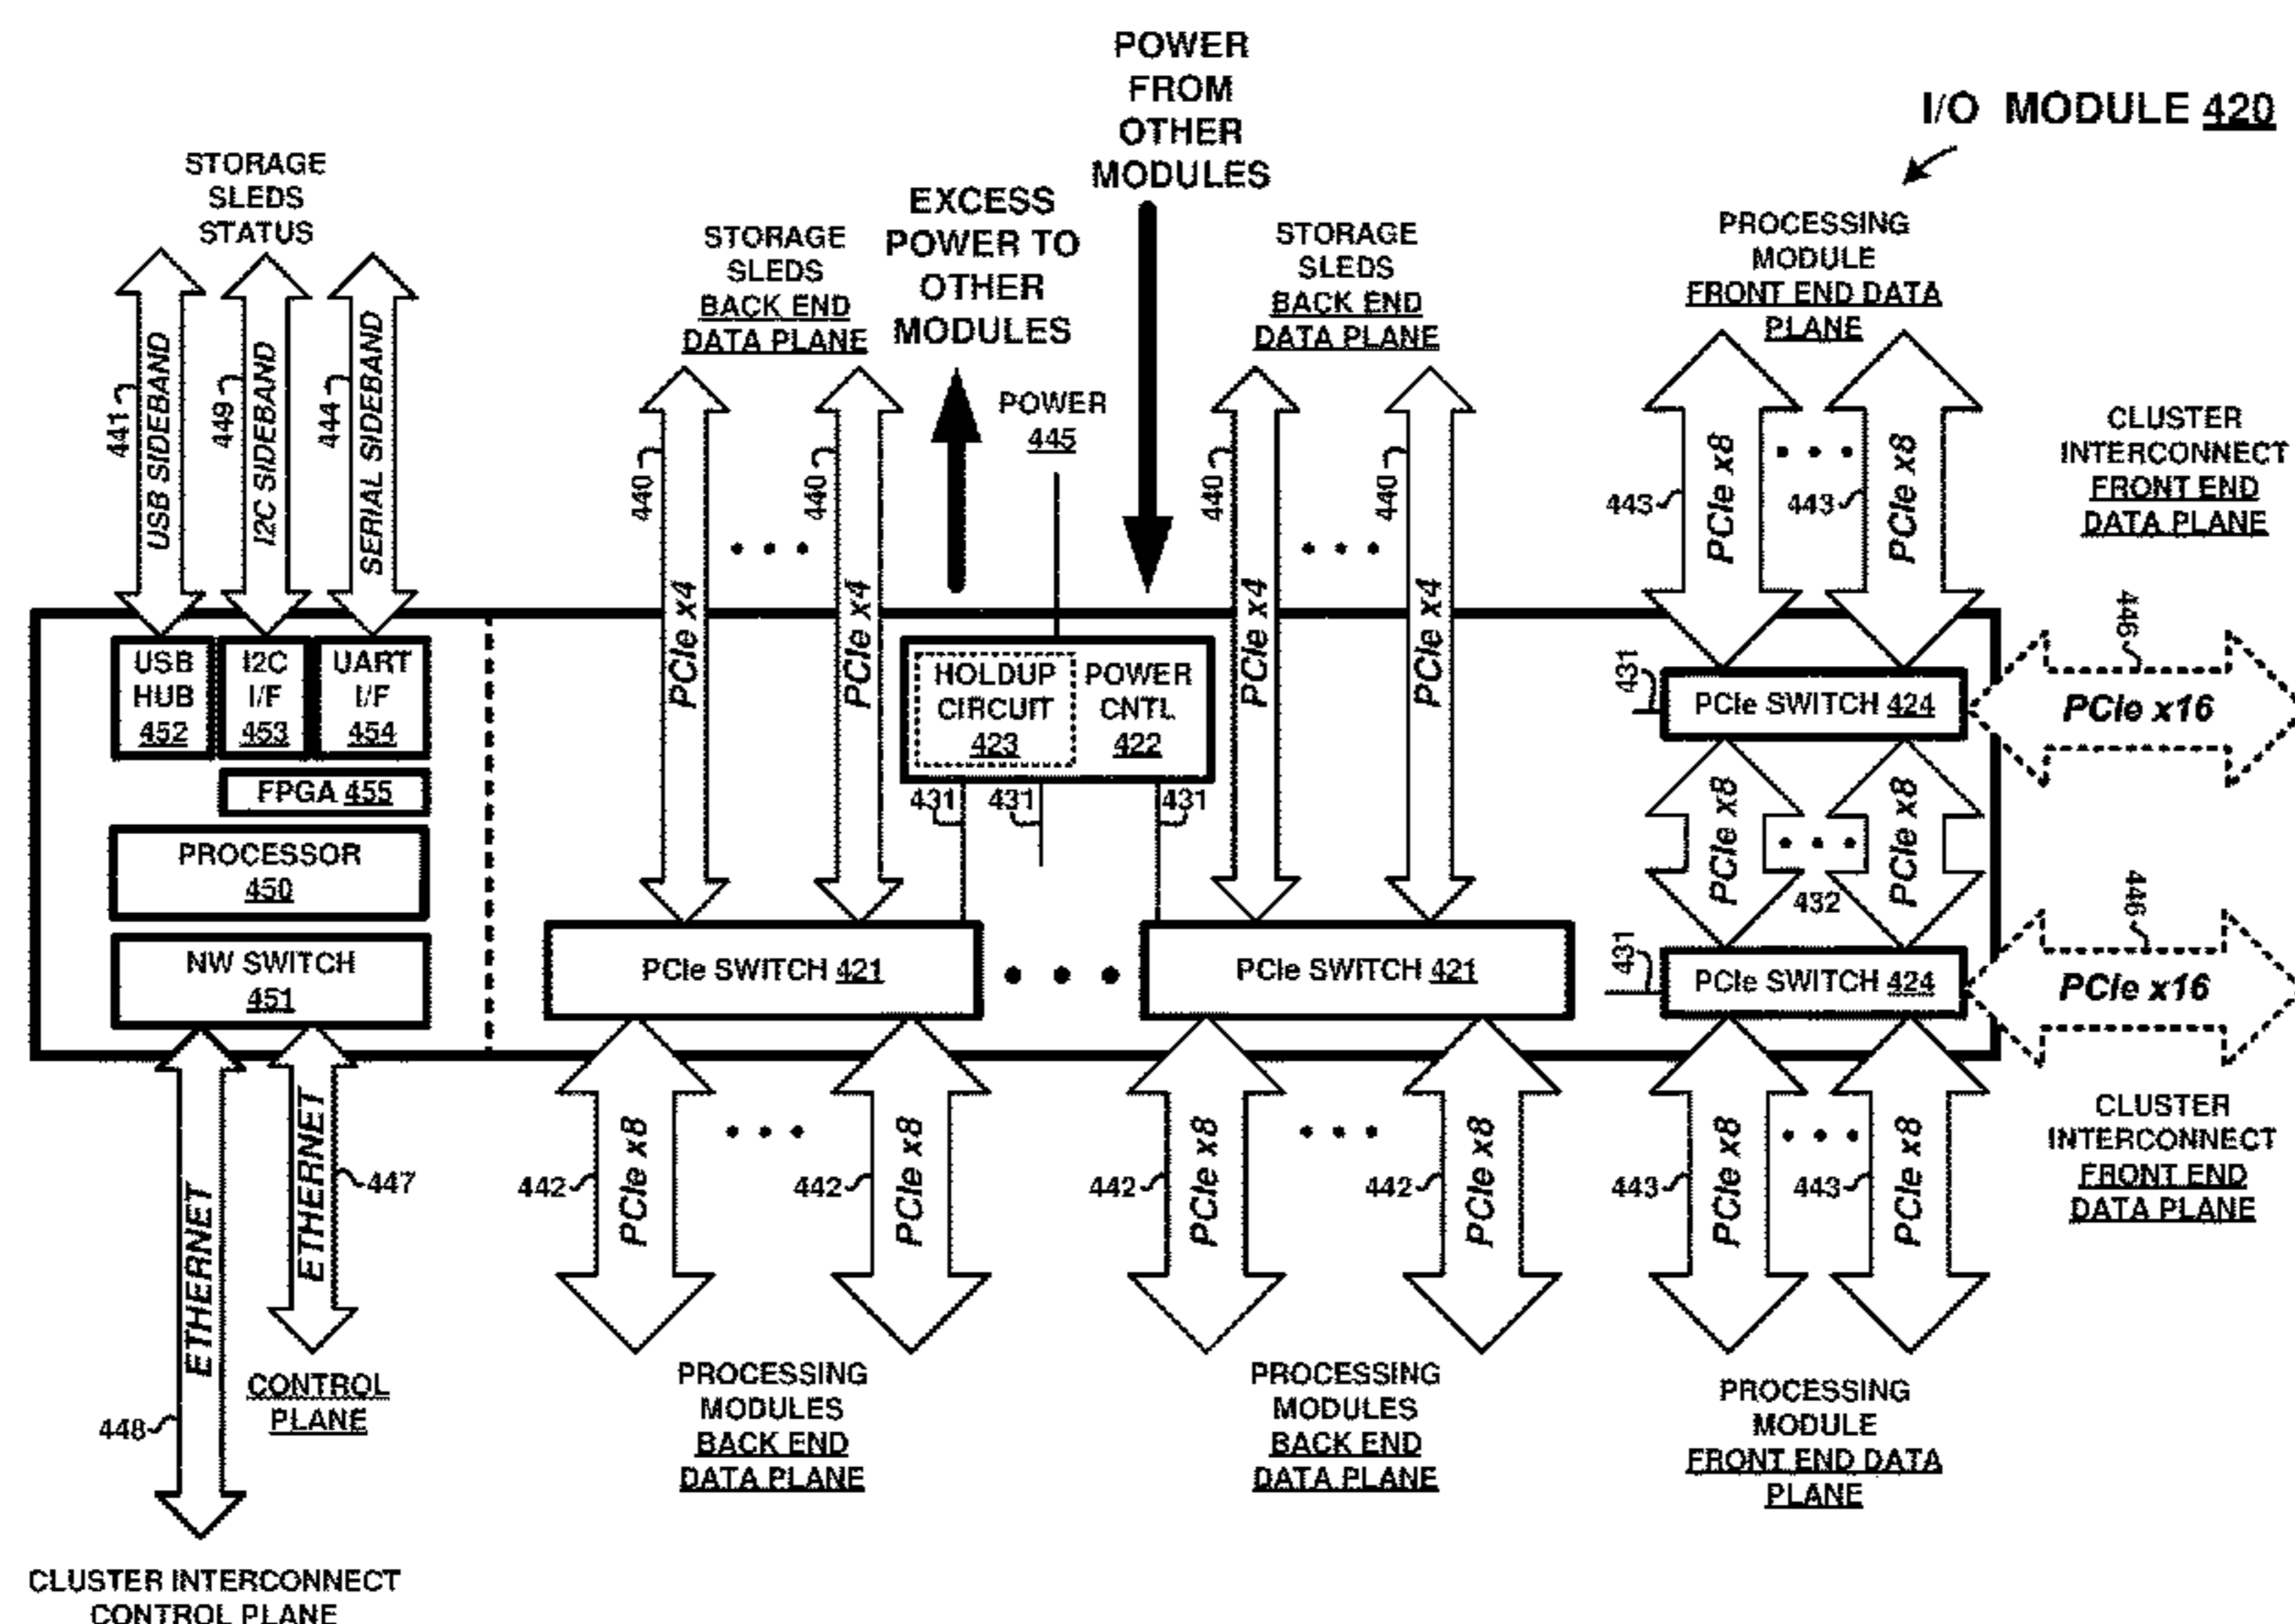 POWER
FROM
OTHER
MODULES
I/O MODULE 420
STORAGE
SLEDS
STATUS
STORAGE
SLEDS
BACK END
DATA PLANE
EXCESS
POWER TO
OTHER
MODULES
STORAGE
SLEDS
BACK END
DATA PLANE
PROCESSING
MODULE
FRONT END DATA
PLANE
441
USB SIDEBAND
449
I2C SIDEBAND
444
SERIAL SIDEBAND
440
PCIe x4
440
PCIe x4
POWER
445
440
PCIe x4
440
PCIe x4
443
PCIe x8
443
PCIe x8
CLUSTER
INTERCONNECT
FRONT END
DATA PLANE
USB
HUB
452
I2C
I/F
453
UART
I/F
454
HOLDUP
CIRCUIT
423
POWER
CNTL
422
431
PCIe SWITCH 424
446
PCIe x16
FPGA 455
431
431
431
PCIe x8
432
PCIe x8
PROCESSOR
450
NW SWITCH
451
PCIe SWITCH 421
PCIe SWITCH 421
431
PCIe SWITCH 424
446
PCIe x16
448
ETHERNET
ETHERNET
447
442
PCIe x8
442
PCIe x8
442
PCIe x8
442
PCIe x8
443
PCIe x8
443
PCIe x8
CLUSTER
INTERCONNECT
FRONT END
DATA PLANE
CONTROL
PLANE
PROCESSING
MODULES
BACK END
DATA PLANE
PROCESSING
MODULES
BACK END
DATA PLANE
PROCESSING
MODULE
FRONT END DATA
PLANE
CLUSTER INTERCONNECT
CONTROL PLANE